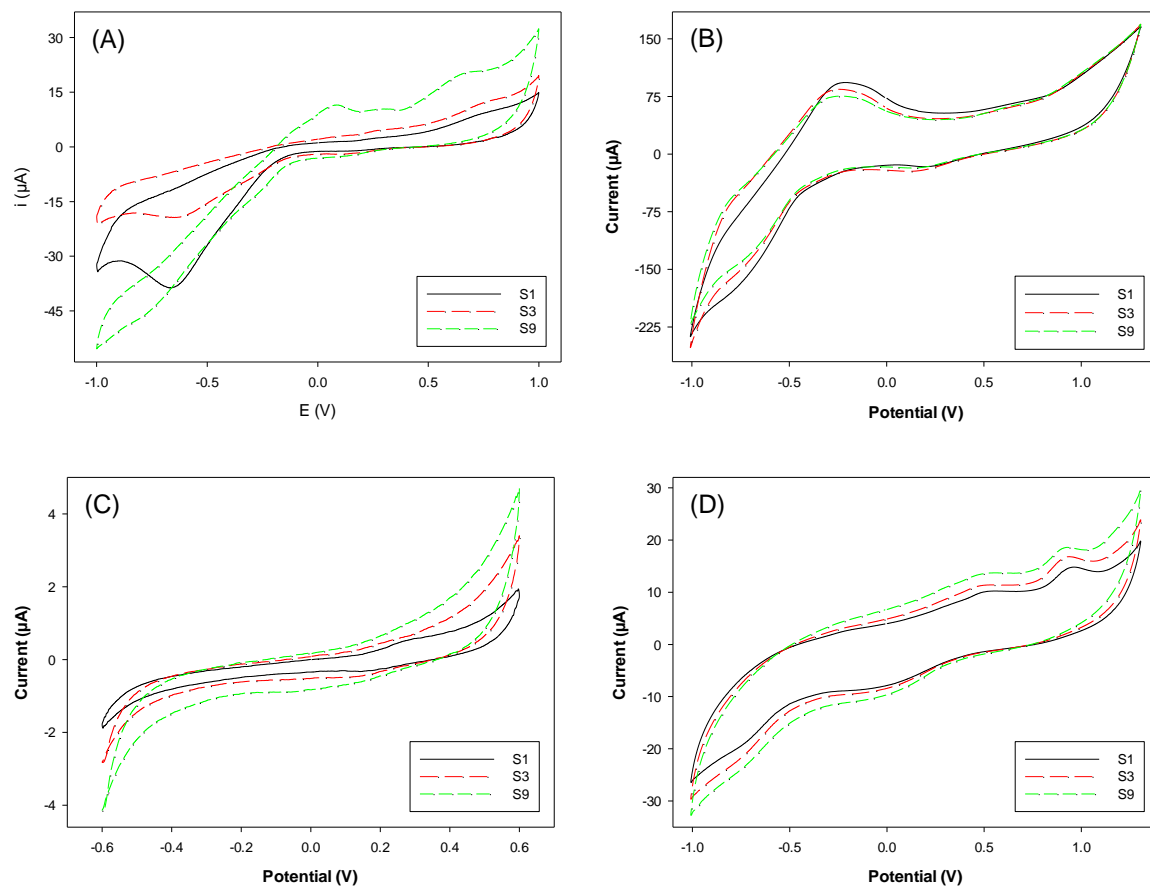 (A)
i (µA)
30
15
0
-15
-30
-45
-1.0 -0.5 0.0 0.5 1.0
E (V)
S1
S3
S9
(B)
Current (µA)
150
75
0
-75
-150
-225
-1.0 -0.5 0.0 0.5 1.0
Potential (V)
S1
S3
S9
(C)
Current (µA)
4
2
0
-2
-4
-0.6 -0.4 -0.2 0.0 0.2 0.4 0.6
Potential (V)
S1
S3
S9
(D)
Current (µA)
30
20
10
0
-10
-20
-30
-1.0 -0.5 0.0 0.5 1.0
Potential (V)
S1
S3
S9